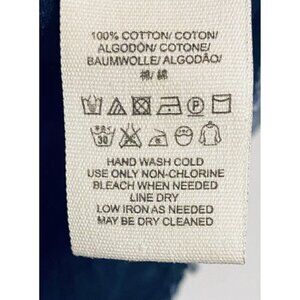 100% COTTON/ COTON/
ALGODÓN/ COTONE/
BAUMWOLLE/ ALGODÃO/
棉/ 綿
P
30
HAND WASH COLD
USE ONLY NON-CHLORINE
BLEACH WHEN NEEDED
LINE DRY
LOW IRON AS NEEDED
MAY BE DRY CLEANED